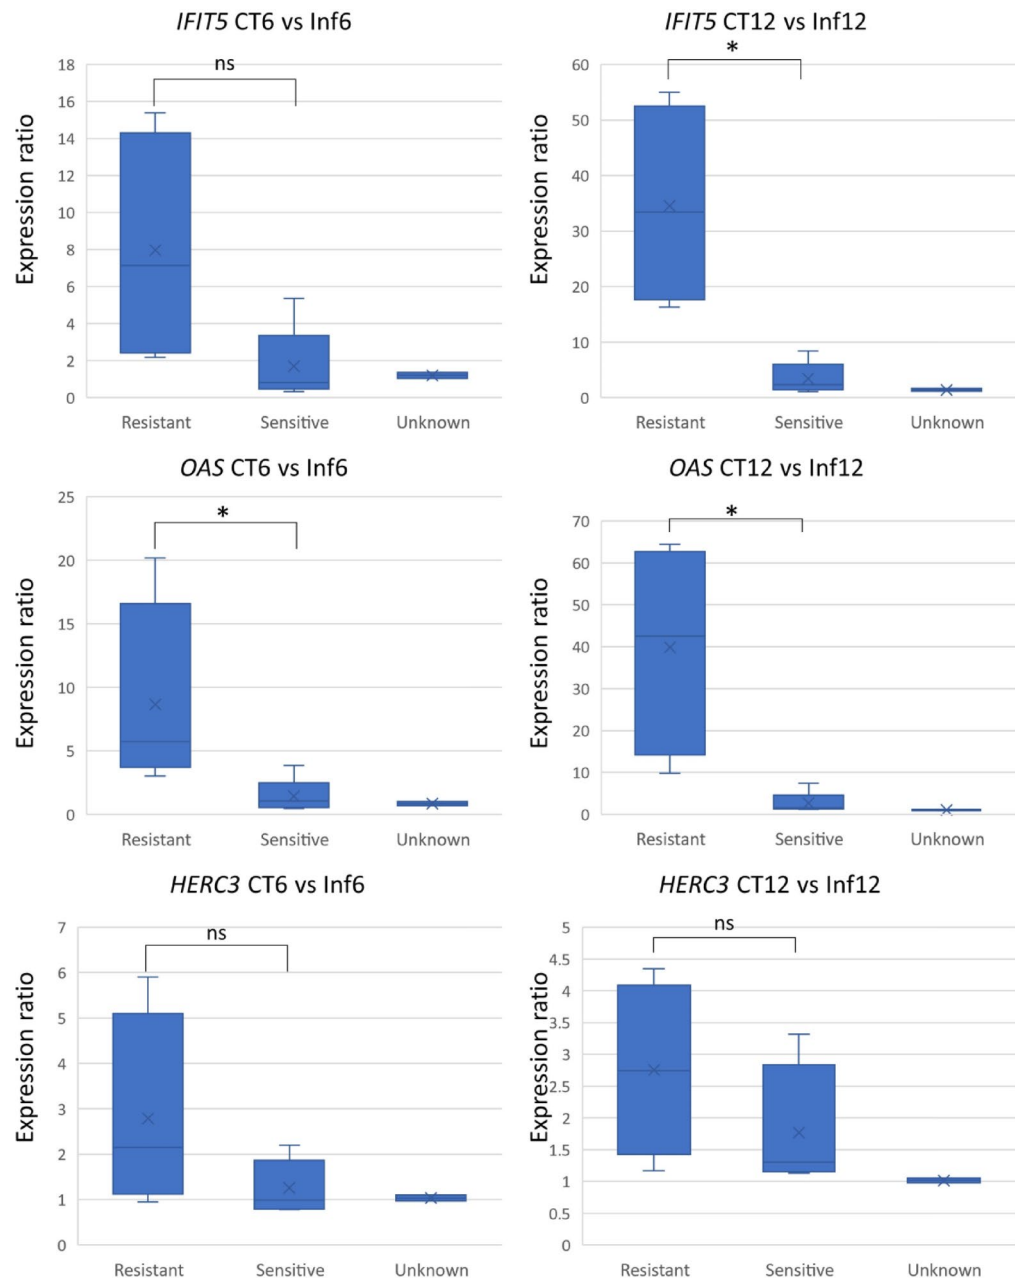 IFIT5 CT6 vs Inf6
Expression ratio
18
16
14
12
10
8
6
4
2
0
ns
Resistant Sensitive Unknown
IFIT5 CT12 vs Inf12
Expression ratio
60
50
40
30
20
10
0
*
Resistant Sensitive Unknown
OAS CT6 vs Inf6
Expression ratio
25
20
15
10
5
0
*
Resistant Sensitive Unknown
OAS CT12 vs Inf12
Expression ratio
70
60
50
40
30
20
10
0
*
Resistant Sensitive Unknown
HERC3 CT6 vs Inf6
Expression ratio
7
6
5
4
3
2
1
0
ns
Resistant Sensitive Unknown
HERC3 CT12 vs Inf12
Expression ratio
5
4.5
4
3.5
3
2.5
2
1.5
1
0.5
0
ns
Resistant Sensitive Unknown